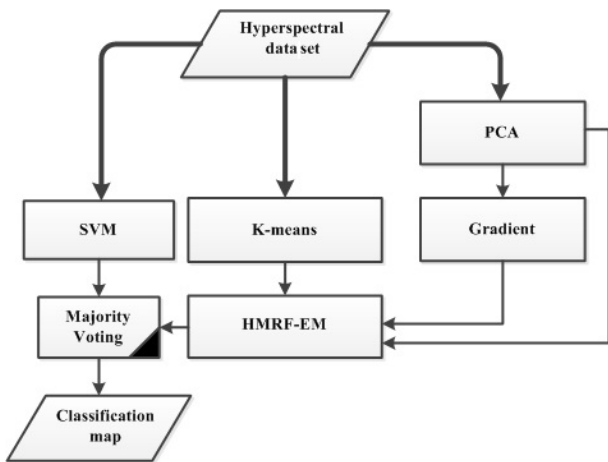 Hyperspectral
data set
PCA
SVM
K-means
Gradient
Majority
Voting
HMRF-EM
Classification
map